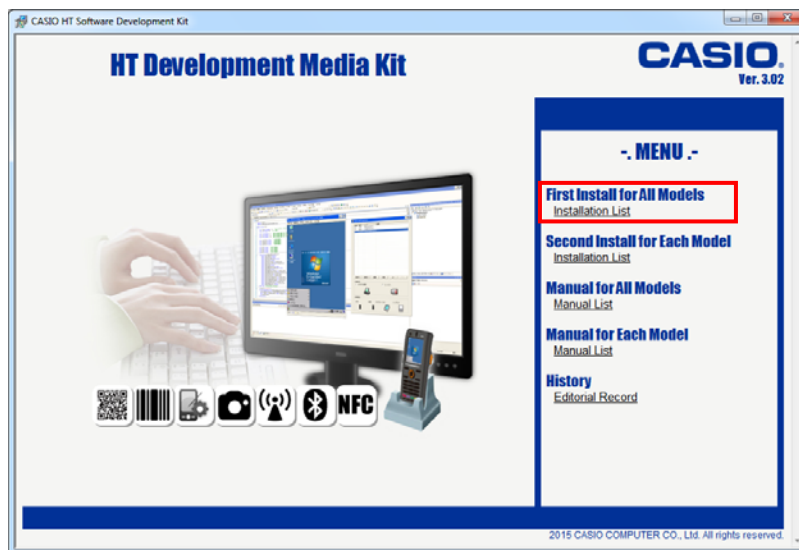 CASIO HT Software Development Kit
HT Development Media Kit
CASIO.
Ver. 3.02
-. MENU .-
First Install for All Models
Installation List
Second Install for Each Model
Installation List
Manual for All Models
Manual List
Manual for Each Model
Manual List
History
Editorial Record
NFC
2015 CASIO COMPUTER CO., Ltd. All rights reserved.